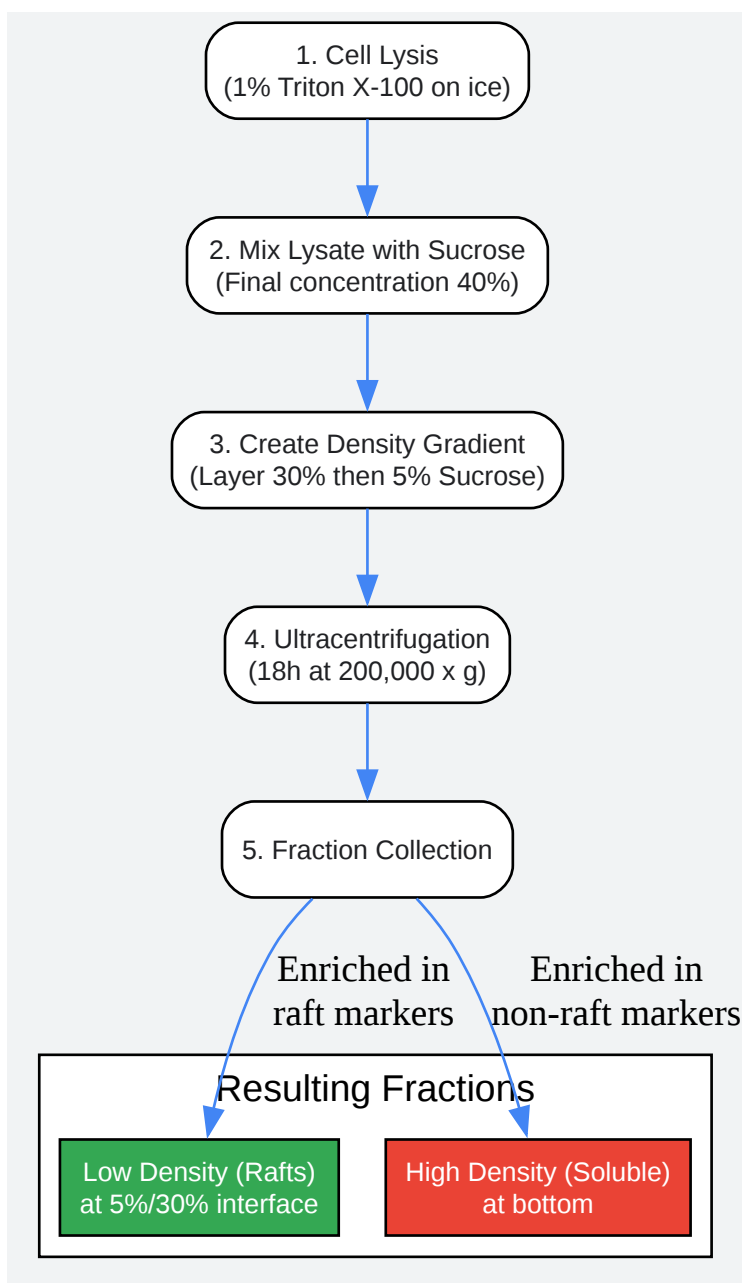 1. Cell Lysis
(1% Triton X-100 on ice)
2. Mix Lysate with Sucrose
(Final concentration 40%)
3. Create Density Gradient
(Layer 30% then 5% Sucrose)
4. Ultracentrifugation
(18h at 200,000 x g)
5. Fraction Collection
Enriched in
raft markers
Enriched in
non-raft markers
Resulting Fractions
Low Density (Rafts)
at 5%/30% interface
High Density (Soluble)
at bottom